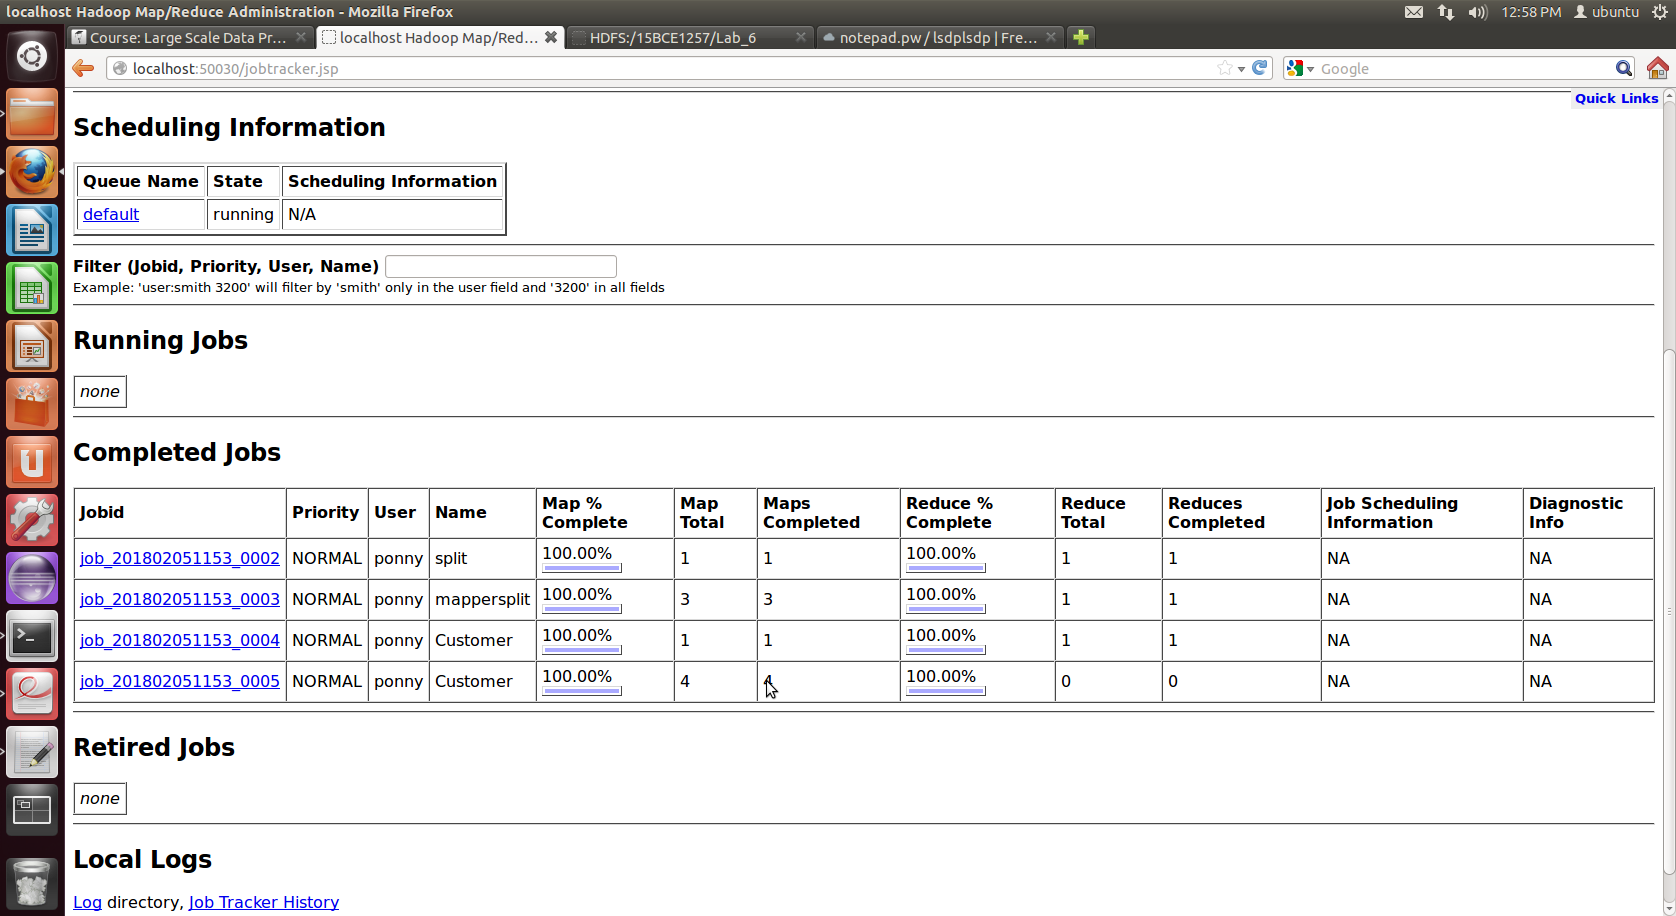 localhost Hadoop Map/Reduce Administration - Mozilla Firefox
12:58 PM ubuntu
Course: Large Scale Data Pr...
localhost Hadoop Map/Red...
HDFS:/15BCE1257/Lab_6
notepad.pw / lsdplsdp | Fre...
localhost:50030/jobtracker.jsp
Google
Quick Links
Scheduling Information
Queue Name State Scheduling Information
default running N/A
Filter (Jobid, Priority, User, Name)
Example: 'user:smith 3200' will filter by 'smith' only in the user field and '3200' in all fields
Running Jobs
none
Completed Jobs
Jobid Priority User Name Map % Complete Map Total Maps Completed Reduce % Complete Reduce Total Reduces Completed Job Scheduling Information Diagnostic Info
job_201802051153_0002 NORMAL ponny split 100.00% 1 1 100.00% 1 1 NA NA
job_201802051153_0003 NORMAL ponny mappersplit 100.00% 3 3 100.00% 1 1 NA NA
job_201802051153_0004 NORMAL ponny Customer 100.00% 1 1 100.00% 1 1 NA NA
job_201802051153_0005 NORMAL ponny Customer 100.00% 4 4 100.00% 0 0 NA NA
Retired Jobs
none
Local Logs
Log directory, Job Tracker History